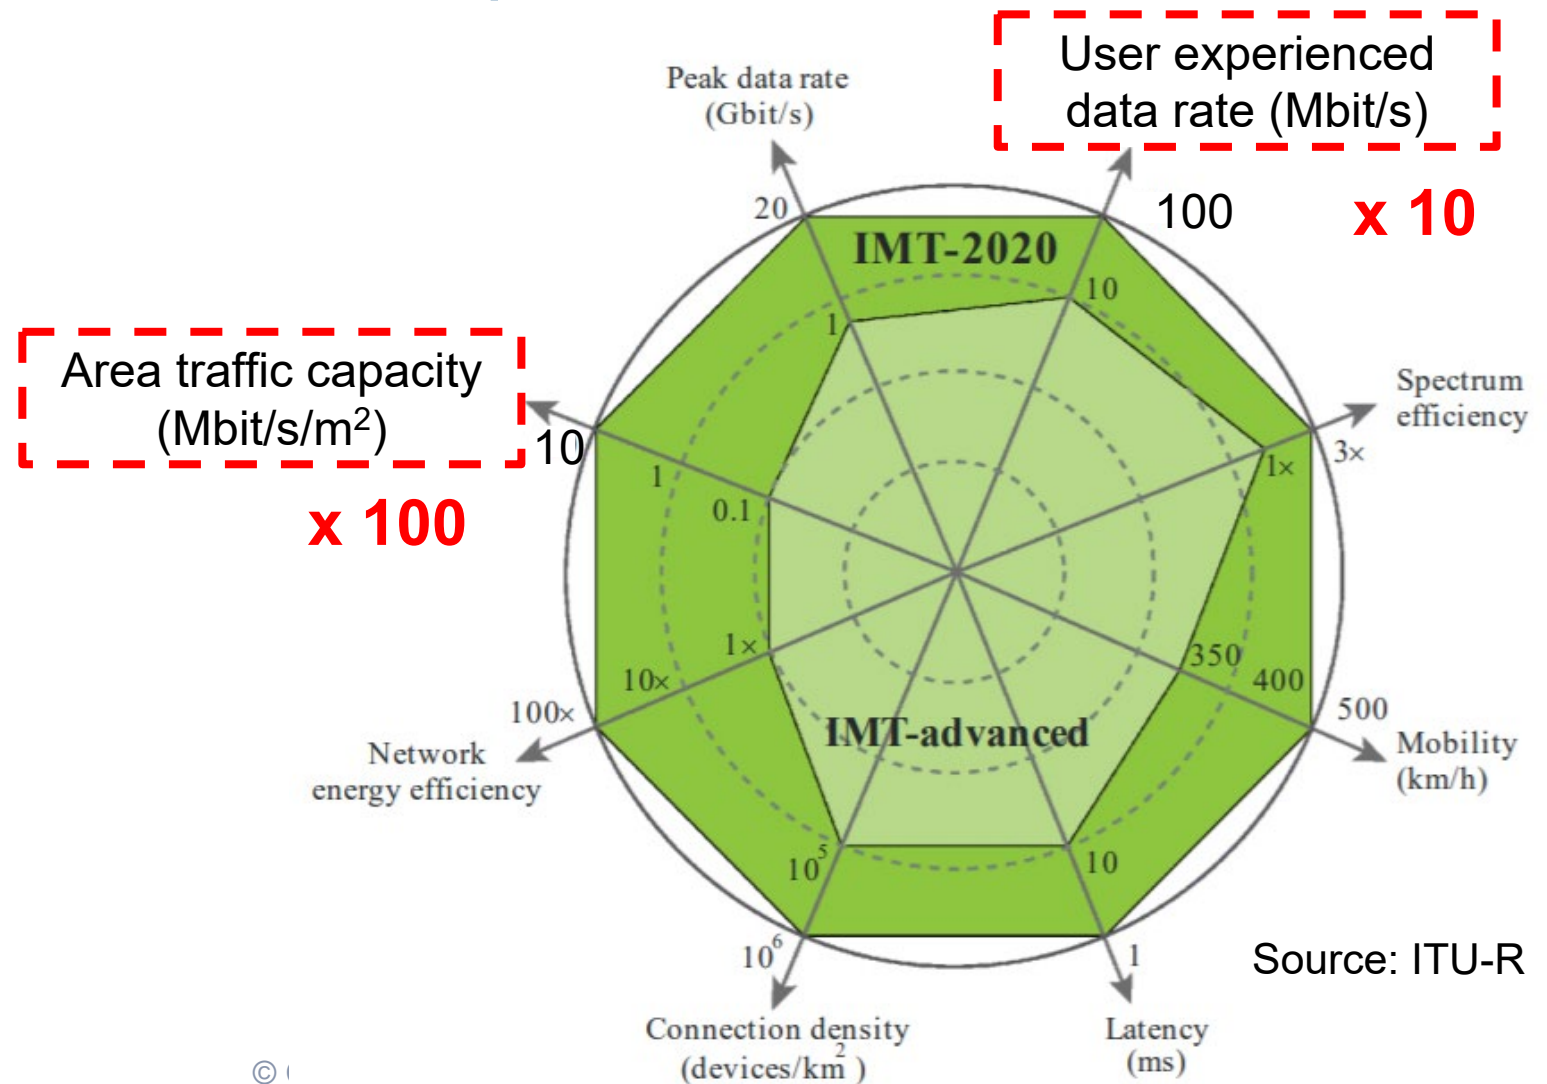 User experienced
data rate (Mbit/s)
Peak data rate
(Gbit/s)
20
100
x 10
IMT-2020
10
1
Area traffic capacity
(Mbit/s/m²)
10
1
0.1
x 100
Spectrum
efficiency
1×
3×
1×
10×
100×
Network
energy efficiency
350
400
500
Mobility
(km/h)
IMT-advanced
10⁵
10
10⁶
1
Source: ITU-R
Connection density
(devices/km²)
Latency
(ms)
©